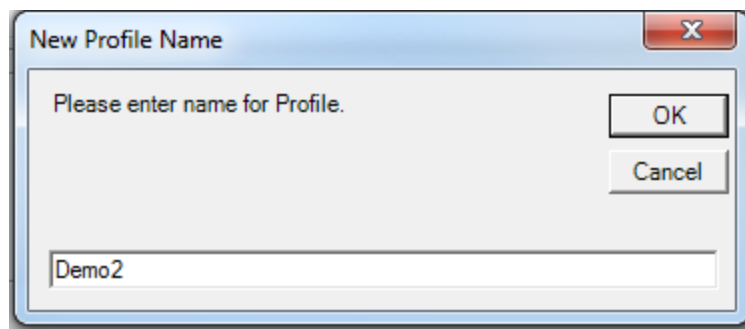 New Profile Name
Please enter name for Profile.
OK
Cancel
Demo2